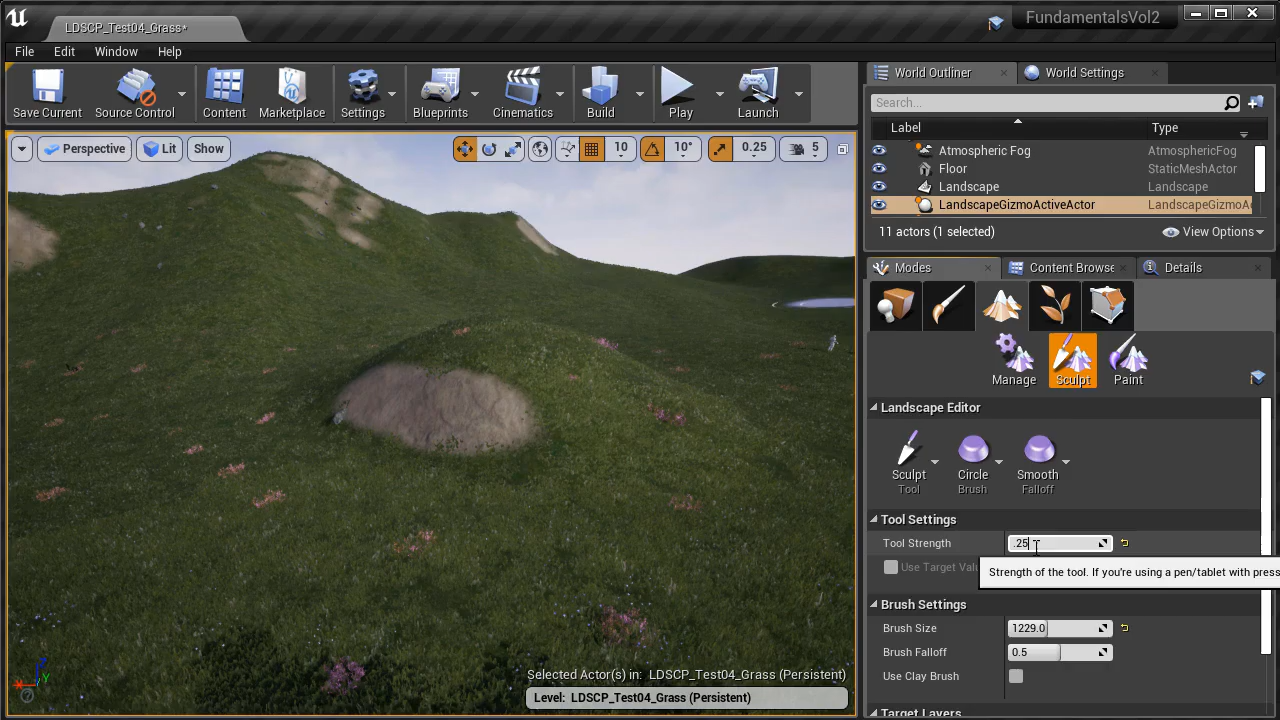 LDSCP_Test04_Grass*
FundamentalsVol2
File Edit Window Help
Save Current Source Control Content Marketplace Settings Blueprints Cinematics Build Play Launch
Perspective Lit Show 10 10° 0.25 5
World Outliner World Settings
Search...
Label Type
Atmospheric Fog AtmosphericFog
Floor StaticMeshActor
Landscape Landscape
LandscapeGizmoActiveActor LandscapeGizmoA
11 actors (1 selected) View Options
Modes Content Browse Details
Manage Sculpt Paint
Landscape Editor
Sculpt Circle Smooth
Tool Brush Falloff
Tool Settings
Tool Strength .25
Use Target Valu
Strength of the tool. If you're using a pen/tablet with press
Brush Settings
Brush Size 1229.0
Brush Falloff 0.5
Use Clay Brush
Target Layers
Y
Selected Actor(s) in: LDSCP_Test04_Grass (Persistent)
Level: LDSCP_Test04_Grass (Persistent)